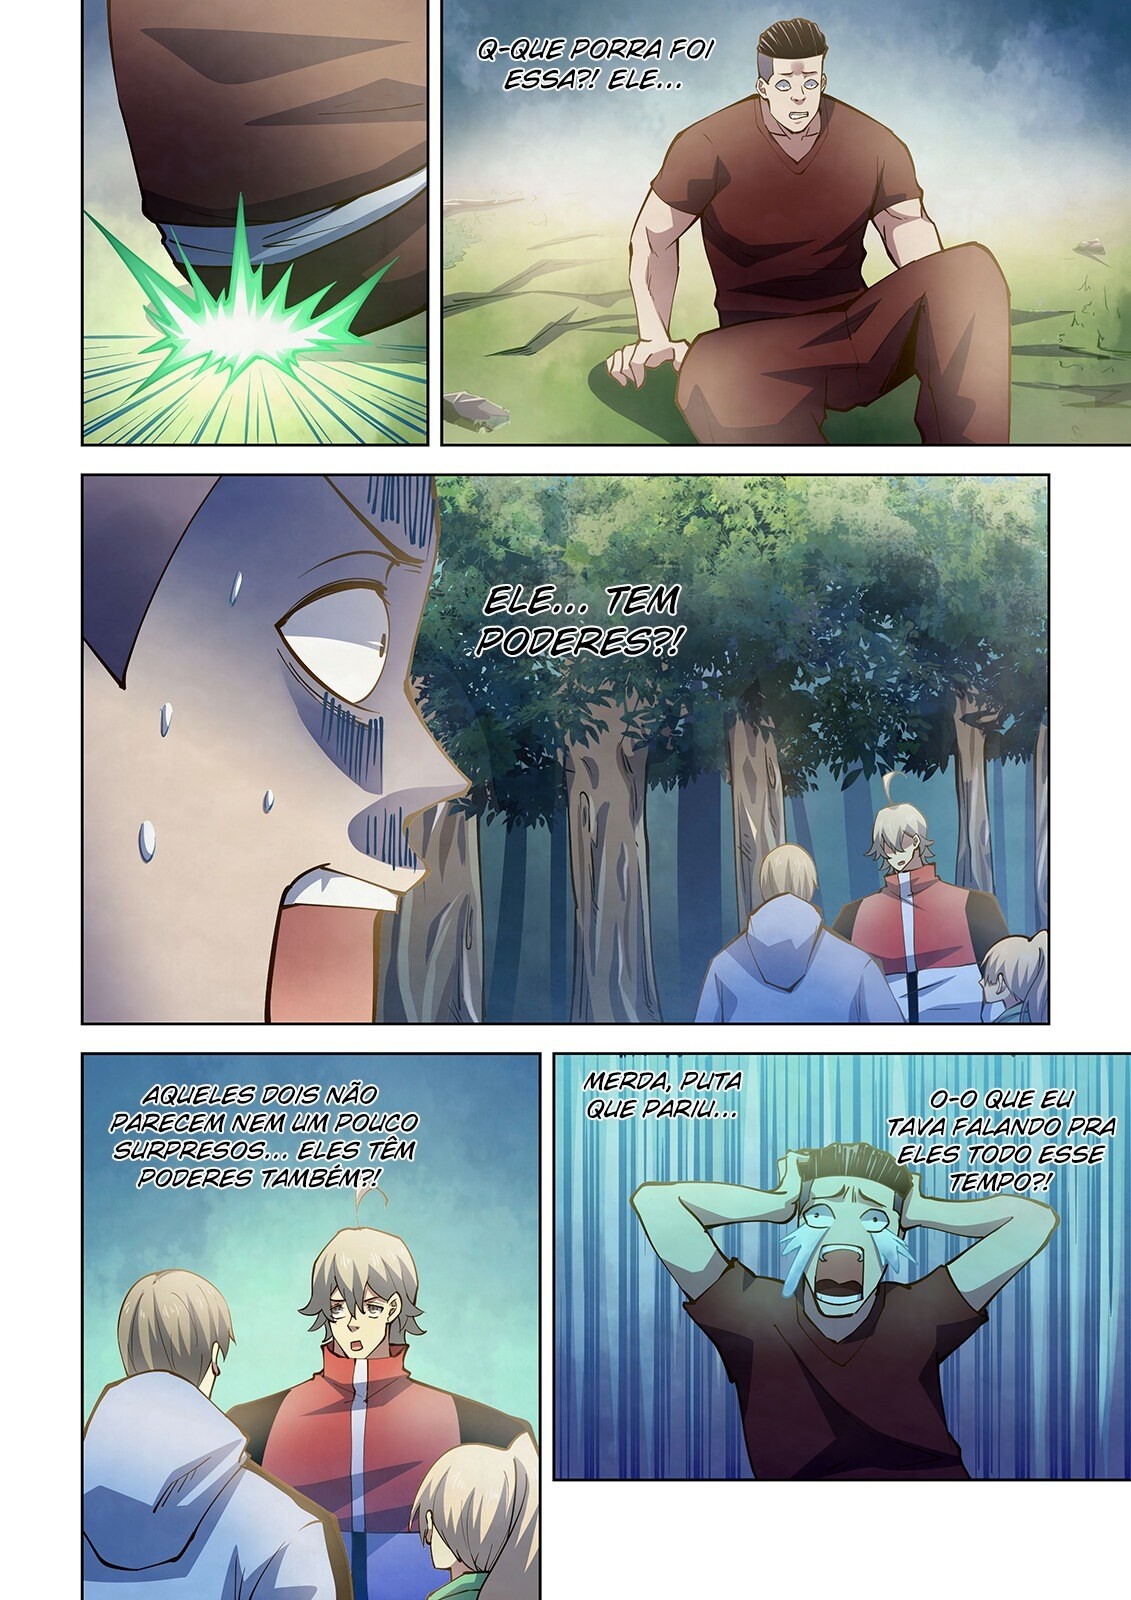 Q-QUE PORRA FOI
ESSA?! ELE...
ELE... TEM
PODERES?!
AQUELES DOIS NÃO
PARECEM NEM UM POUCO
SURPRESOS... ELES TÊM
PODERES TAMBÉM?!
MERDA, PUTA
QUE PARIU...
O-O QUE EU
TAVA FALANDO PRA
ELES TODO ESSE
TEMPO?!